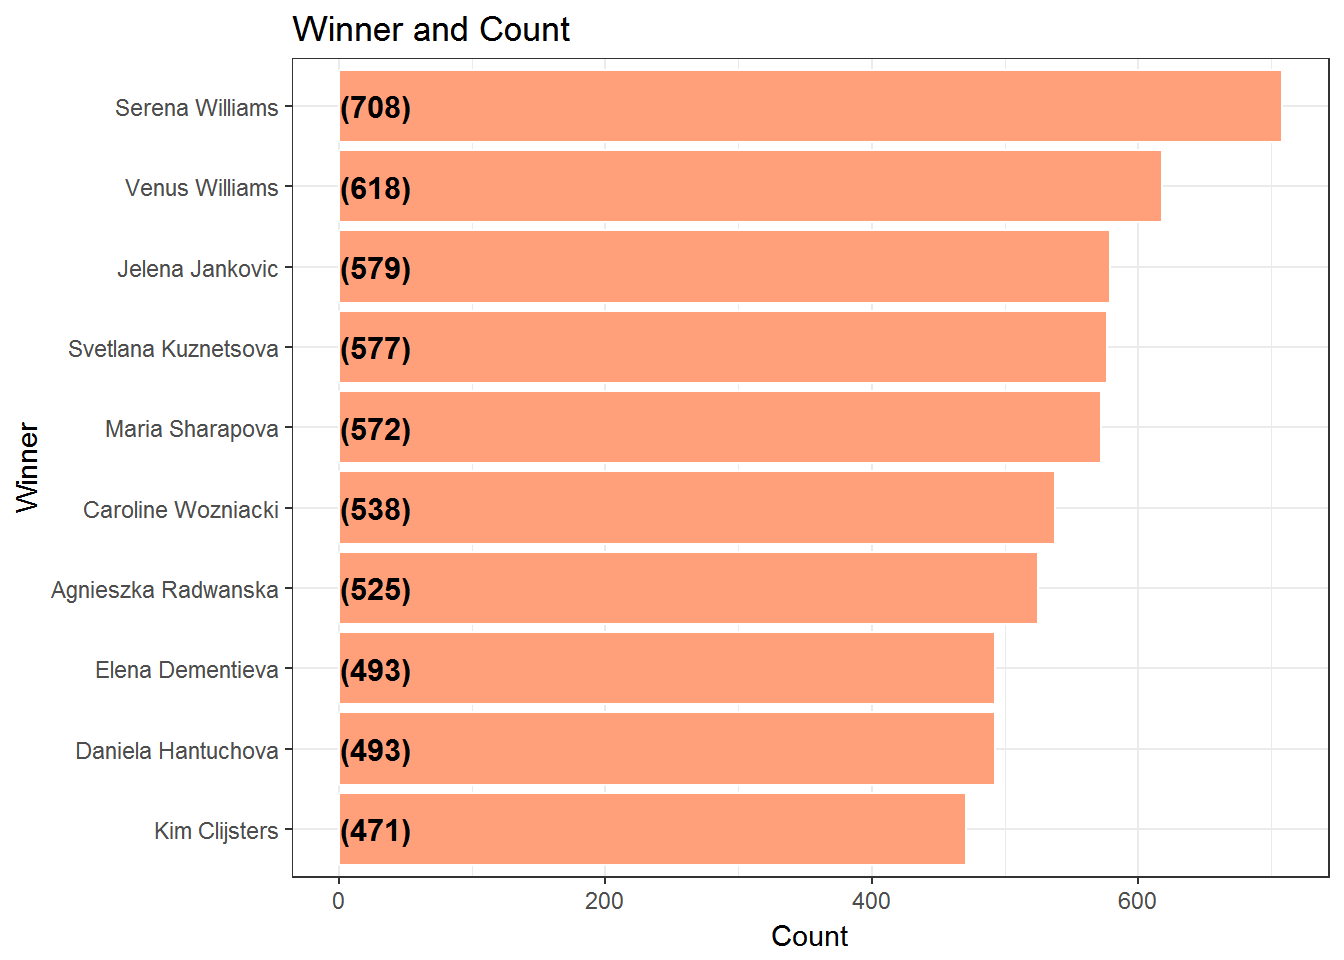 Winner and Count
Winner
Serena Williams (708)
Venus Williams (618)
Jelena Jankovic (579)
Svetlana Kuznetsova (577)
Maria Sharapova (572)
Caroline Wozniacki (538)
Agnieszka Radwanska (525)
Elena Dementieva (493)
Daniela Hantuchova (493)
Kim Clijsters (471)
0 200 400 600
Count